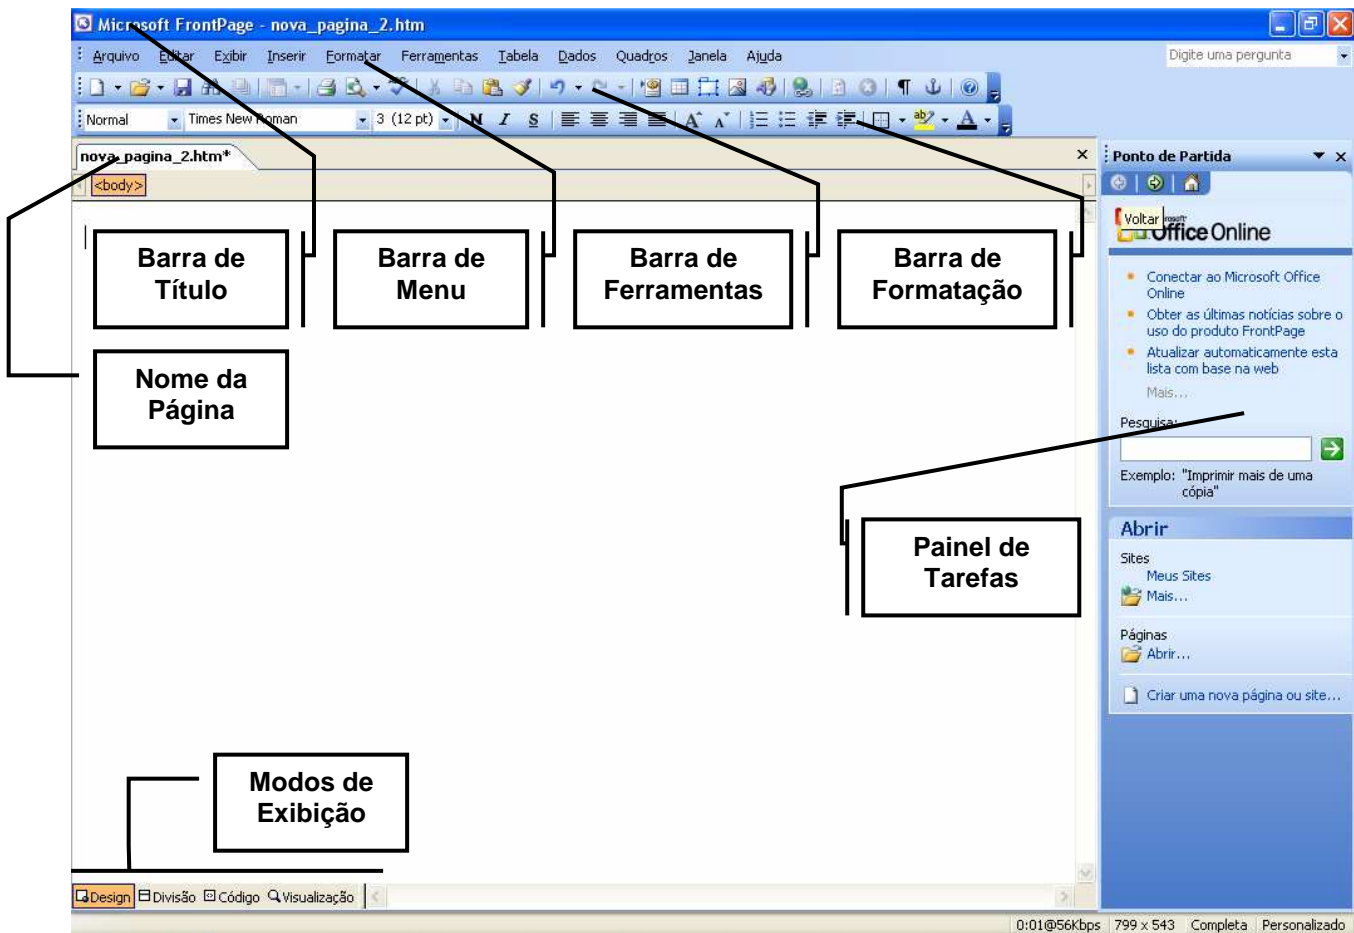 Microsoft FrontPage - nova_pagina_2.htm
Arquivo Editar Exibir Inserir Formatar Ferramentas Tabela Dados Quadros Janela Ajuda
Digite uma pergunta
Normal Times New Roman 3 (12 pt) N I S
nova_pagina_2.htm*
<body>
Ponto de Partida
Voltar
Office Online
Conectar ao Microsoft Office
Online
Obter as últimas notícias sobre o
uso do produto FrontPage
Atualizar automaticamente esta
lista com base na web
Mais...
Pesquisa:
Exemplo: "Imprimir mais de uma
cópia"
Abrir
Sites
Meus Sites
Mais...
Páginas
Abrir...
Criar uma nova página ou site...
Barra de
Título
Barra de
Menu
Barra de
Ferramentas
Barra de
Formatação
Nome da
Página
Painel de
Tarefas
Modos de
Exibição
Design Divisão Código Visualização
0:01@56Kbps 799 x 543 Completa Personalizado